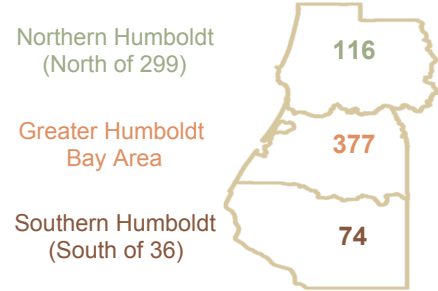 Northern Humboldt
(North of 299)
116
Greater Humboldt
Bay Area
377
Southern Humboldt
(South of 36)
74